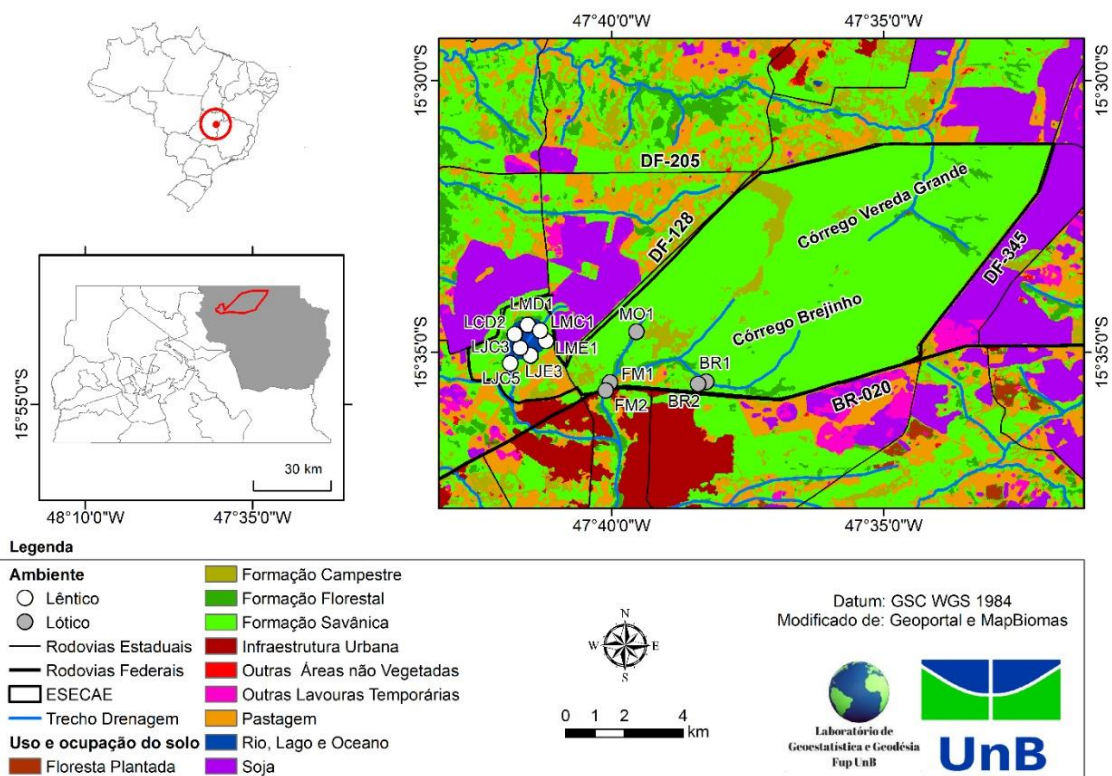 47°40'0"W
47°35'0"W
15°30'0"S
15°30'0"S
DF-205
Córrego Vereda Grande
DF-128
DF-345
LMD1
LCD2
LMC1
MO1
Córrego Brejinho
LJC3
LME1
15°35'0"S
15°35'0"S
LJE3
LJC5
FM1
BR1
FM2
BR2
BR-020
47°40'0"W
47°35'0"W
15°55'0"S
30 km
48°10'0"W
47°35'0"W
Legenda
Ambiente
Lêntico
Lótico
Rodovias Estaduais
Rodovias Federais
ESECAE
Trecho Drenagem
Uso e ocupação do solo
Floresta Plantada
Formação Campestre
Formação Florestal
Formação Savânica
Infraestrutura Urbana
Outras Áreas não Vegetadas
Outras Lavouras Temporárias
Pastagem
Rio, Lago e Oceano
Soja
N
W E
S
0 1 2 4
km
Datum: GSC WGS 1984
Modificado de: Geoportal e MapBiomas
Laboratório de
Geoestatística e Geodésia
Fup UnB
UnB